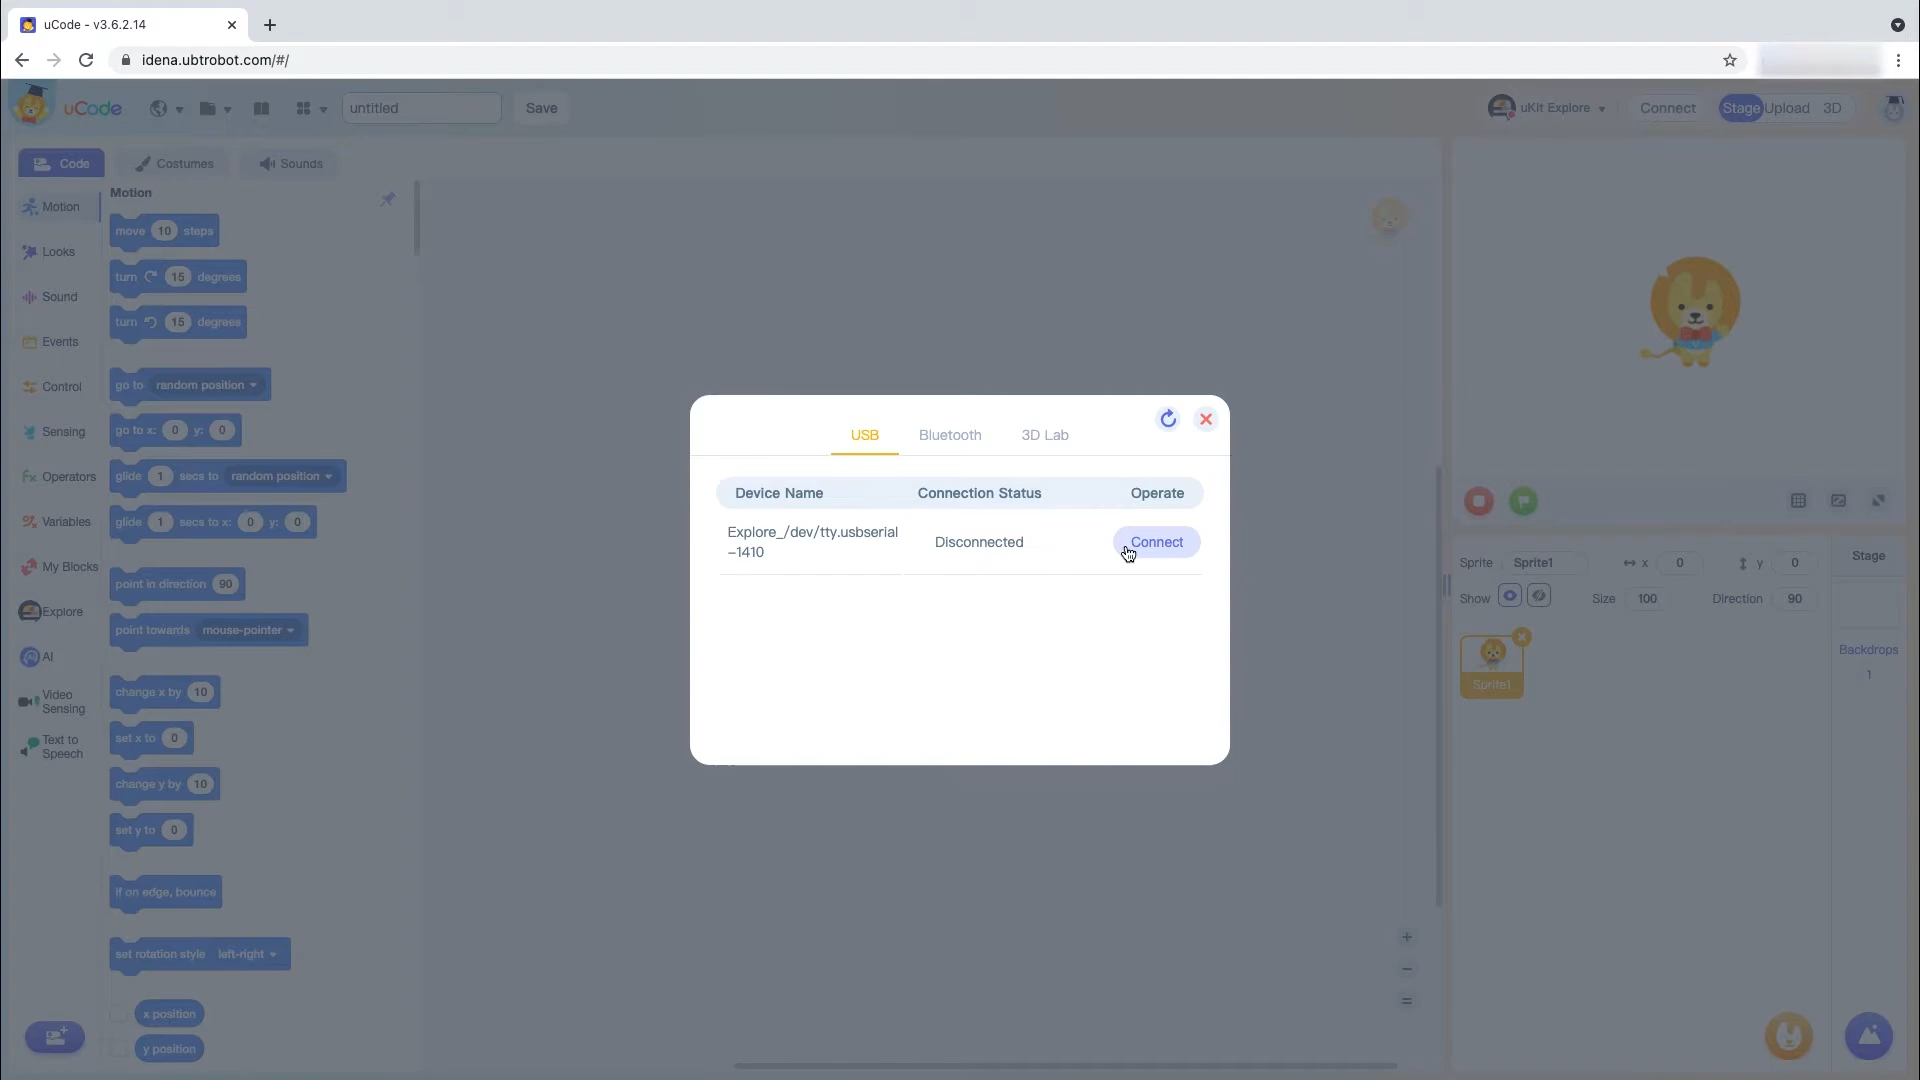 uCode - v3.6.2.14
idena.ubtrobot.com/#/
uCode
untitled
Save
uKit Explore
Connect
Stage
Upload
3D
Code
Costumes
Sounds
Motion
Looks
Sound
Events
Control
Sensing
Operators
Variables
My Blocks
Explore
AI
Video
Sensing
Text to
Speech
Motion
move 10 steps
turn 15 degrees
turn 15 degrees
go to random position
go to x: 0 y: 0
glide 1 secs to random position
glide 1 secs to x: 0 y: 0
point in direction 90
point towards mouse-pointer
change x by 10
set x to 0
change y by 10
set y to 0
if on edge, bounce
set rotation style left-right
x position
y position
USB
Bluetooth
3D Lab
Device Name
Connection Status
Operate
Explore_/dev/tty.usbserial
-1410
Disconnected
Connect
Sprite
Sprite1
x 0
y 0
Show
Size 100
Direction 90
Sprite1
Stage
Backdrops
1